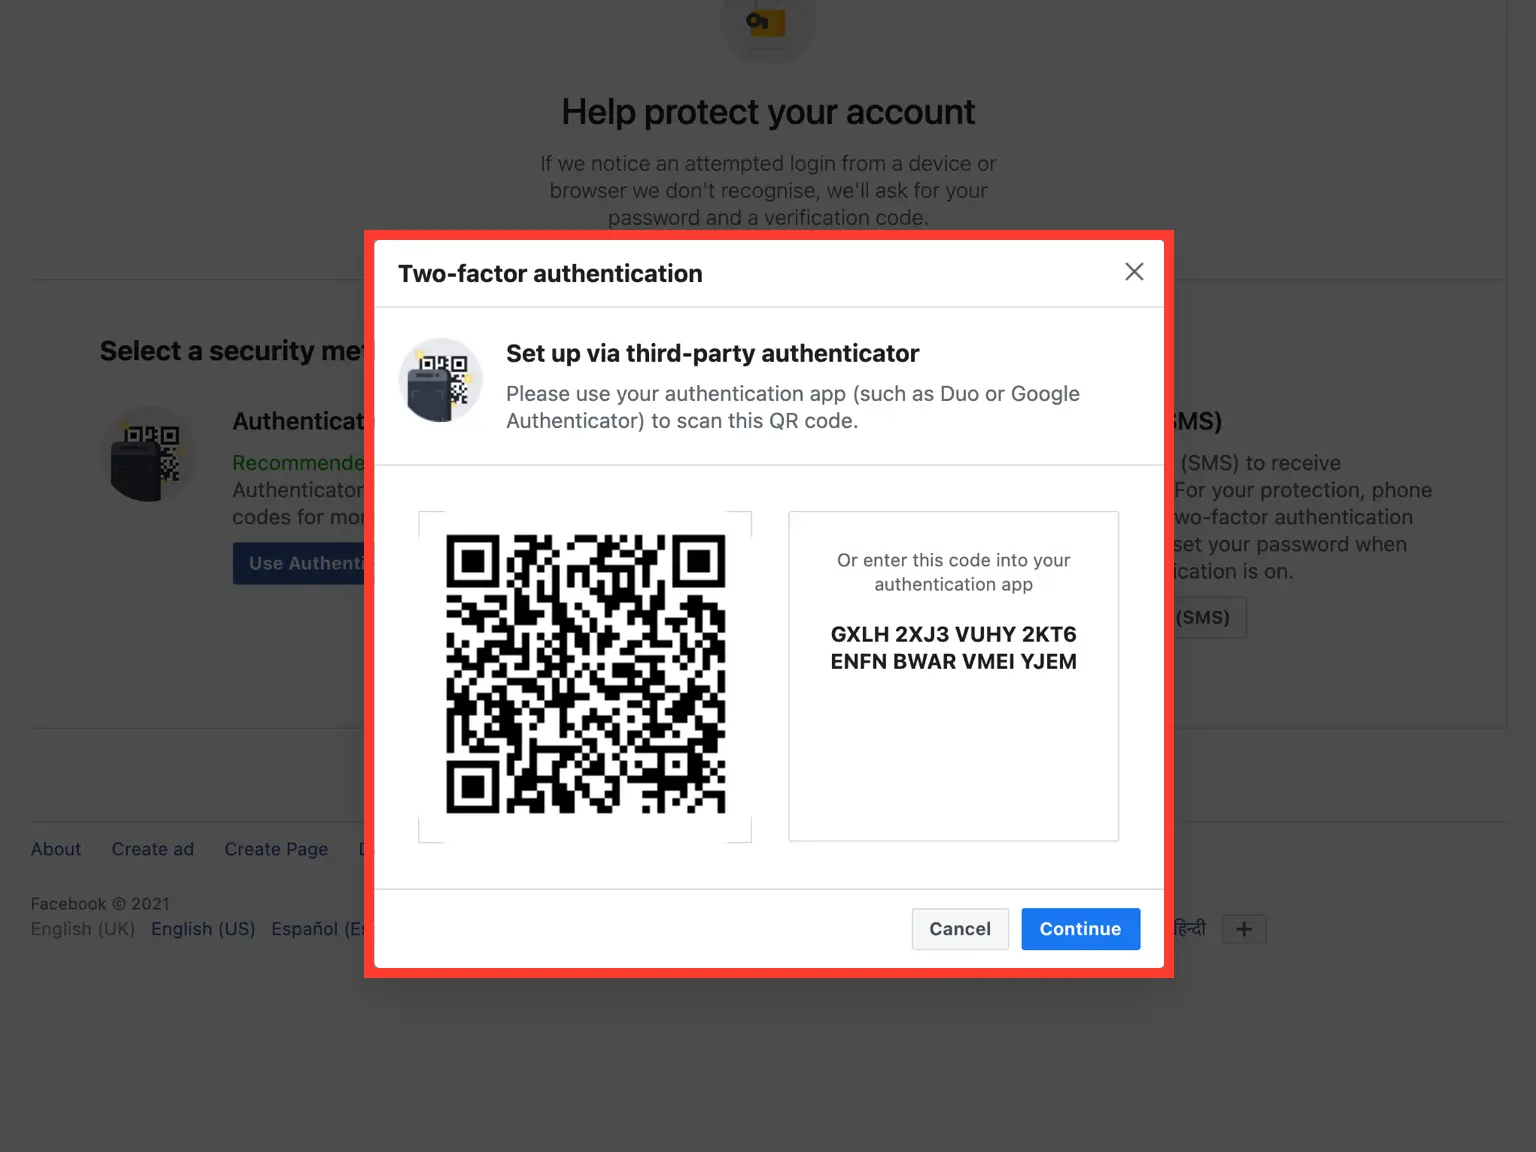 Help protect your account
If we notice an attempted login from a device or
browser we don't recognise, we'll ask for your
password and a verification code.
Two-factor authentication
Set up via third-party authenticator
Please use your authentication app (such as Duo or Google
Authenticator) to scan this QR code.
Or enter this code into your
authentication app
GXLH 2XJ3 VUHY 2KT6
ENFN BWAR VMEI YJEM
Cancel
Continue
Select a security
Recommende
Authenticator
codes for
Use
SMS)
(SMS) to receive
For your protection, phone
wo-factor authentication
set your password when
ication is on.
(SMS)
About
Create ad
Create Page
Facebook © 2021
English (UK)
English (US)
Español
हिन्दी
+